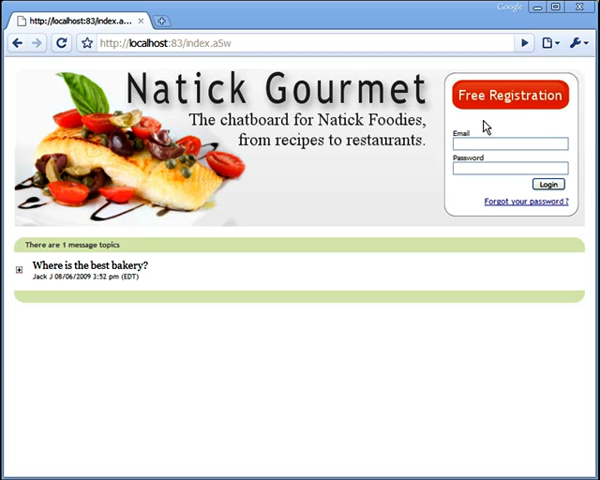 Google
http://localhost:83/index.a...
http://localhost:83/index.a5w
Natick Gourmet
The chatboard for Natick Foodies,
from recipes to restaurants.
Free Registration
Email
Password
Login
Forgot your password?
There are 1 message topics
Where is the best bakery?
Jack J 08/06/2009 3:52 pm (EDT)